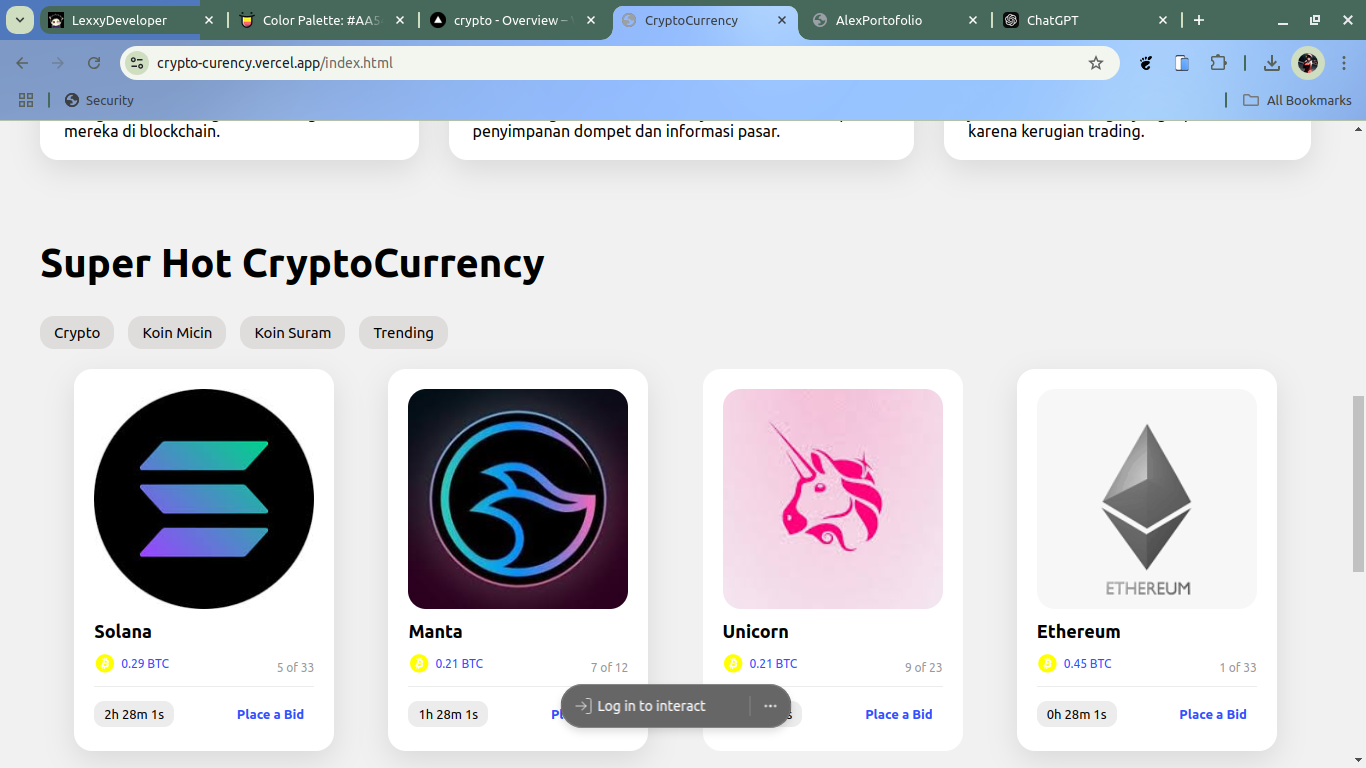 LexxyDeveloper
Color Palette: #AA5
crypto - Overview –
CryptoCurrency
AlexPortofolio
ChatGPT
crypto-curency.vercel.app/index.html
Security
All Bookmarks
mereka di blockchain.
penyimpanan dompet dan informasi pasar.
karena kerugian trading.
Super Hot CryptoCurrency
Crypto
Koin Micin
Koin Suram
Trending
ETHEREUM
Solana
Manta
Unicorn
Ethereum
0.29 BTC
5 of 33
0.21 BTC
7 of 12
0.21 BTC
9 of 23
0.45 BTC
1 of 33
2h 28m 1s
Place a Bid
1h 28m 1s
Log in to interact
Place a Bid
0h 28m 1s
Place a Bid